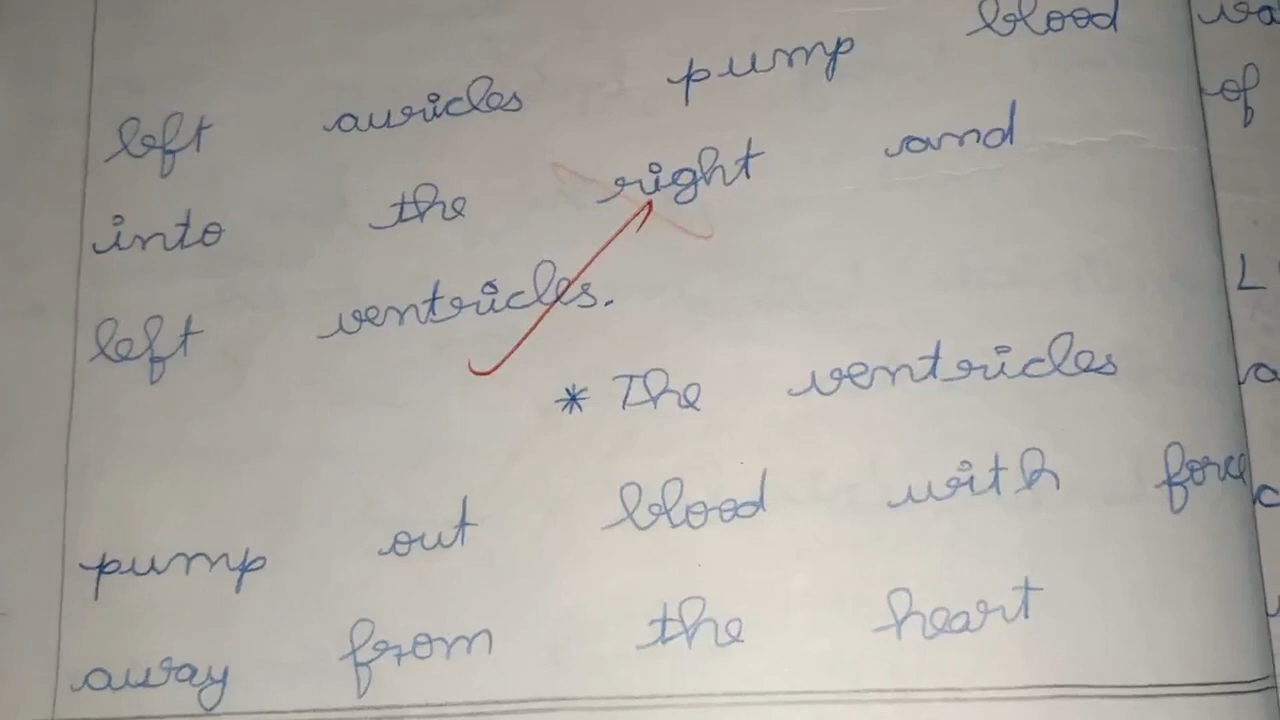 left auricles pump blood
into the right and
left ventricles.
* The ventricles
pump out blood with force
away from the heart
of